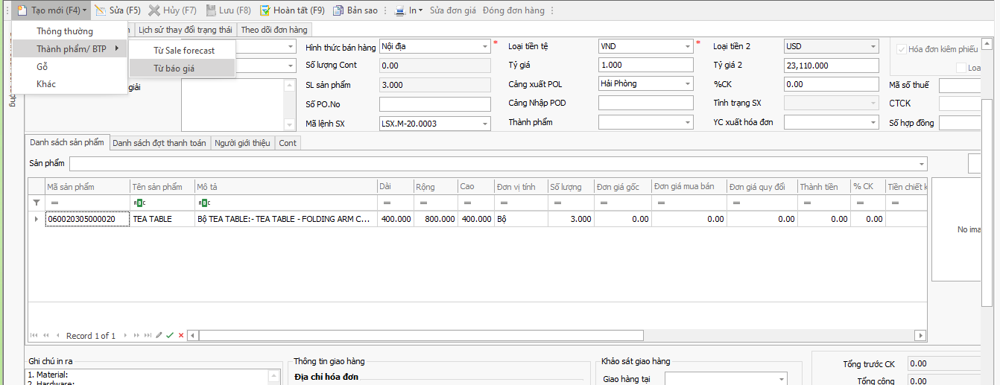 Tạo mới (F4) Sửa (F5) Hủy (F7) Lưu (F8) Hoàn tất (F9) Bản sao In Sửa đơn giá Đóng đơn hàng
Thông thường
Thành phẩm/ BTP
Gỗ
Khác
Từ Sale forecast
Từ báo giá
Lịch sử thay đổi trạng thái Theo dõi đơn hàng
Hình thức bán hàng Nội địa * Loại tiền tệ VND * Loại tiền 2 USD Hóa đơn kiêm phiếu
Số lượng Cont 0.00 Tỷ giá 1.000 Tỷ giá 2 23,110.000 Loa
giải SL sản phẩm 3.000 Cảng xuất POL Hải Phòng %CK 0.00 Mã số thuế
Số PO.No Cảng Nhập POD Tình trạng SX CTCK
Mã lệnh SX LSX.M-20.0003 Thành phẩm YC xuất hóa đơn Số hợp đồng
Danh sách sản phẩm Danh sách đợt thanh toán Người giới thiệu Cont
Sản phẩm
Mã sản phẩm Tên sản phẩm Mô tả Dài Rộng Cao Đơn vị tính Số lượng Đơn giá gốc Đơn giá mua bán Đơn giá quy đổi Thành tiền % CK Tiền chiết k
= ABC ABC = = = = = = = = = = =
060020305000020 TEA TABLE Bộ TEA TABLE:- TEA TABLE - FOLDING ARM C... 400.000 800.000 400.000 Bộ 3.000 0.00 0.00 0.00 0.00 0.00
No ima
Record 1 of 1
Ghi chú in ra Thông tin giao hàng Khảo sát giao hàng
1. Material: Địa chỉ hóa đơn Giao hàng tại Tổng trước CK 0.00
2. Hardware: Tổng cộng 0.00